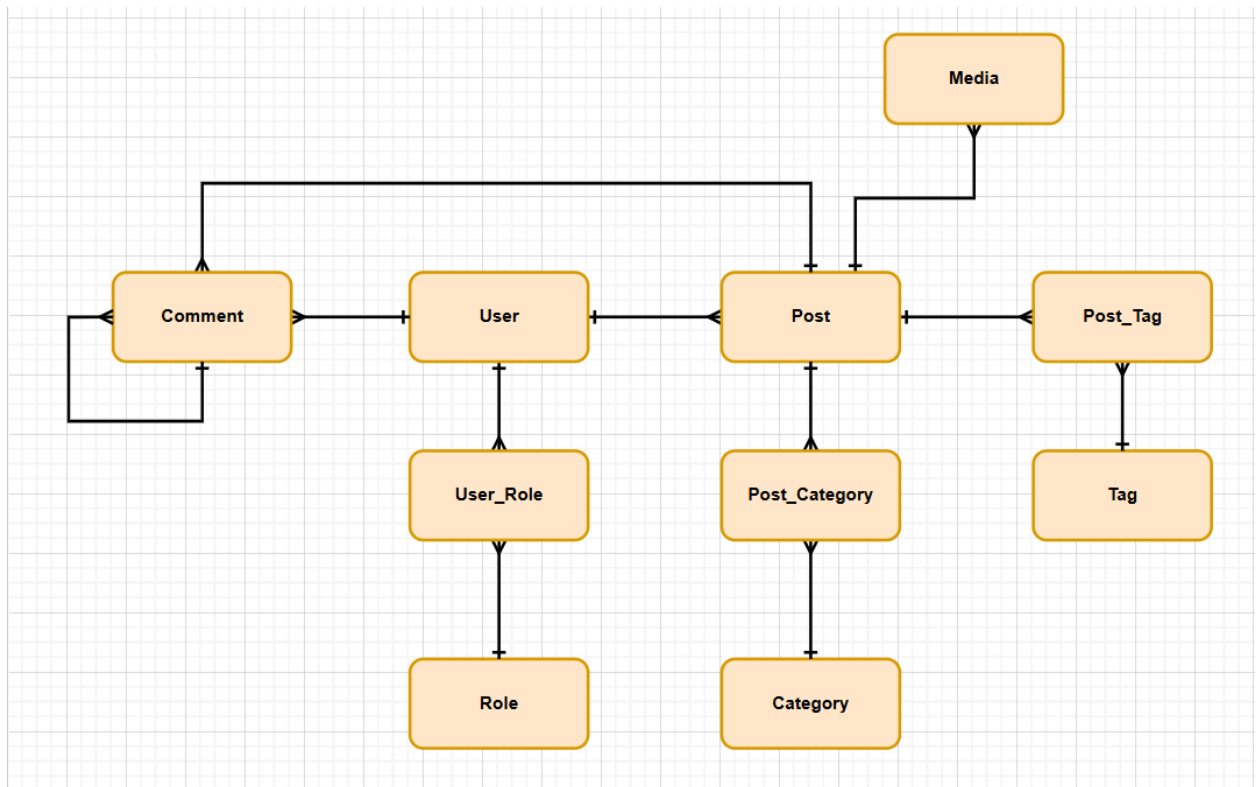 Media
Comment
User
Post
Post_Tag
User_Role
Post_Category
Tag
Role
Category